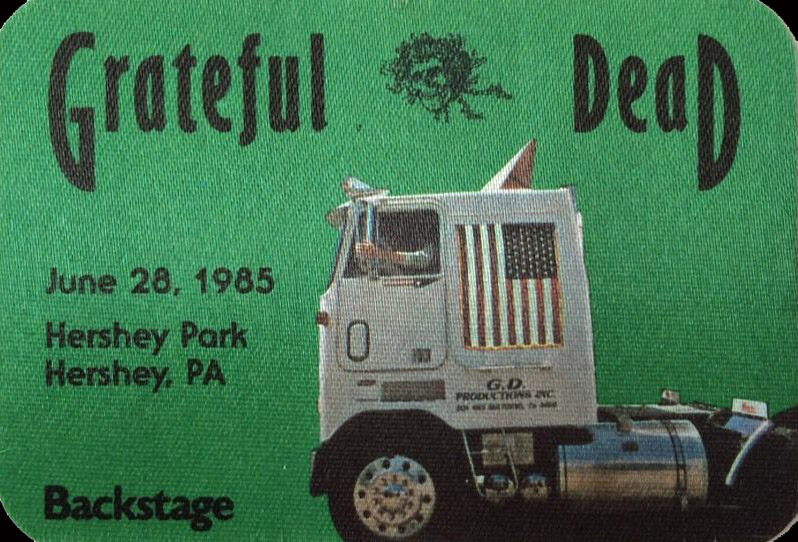 Grateful Dead
June 28, 1985
Hershey Park
Hershey, PA
Backstage
G.D.
PRODUCTIONS INC.